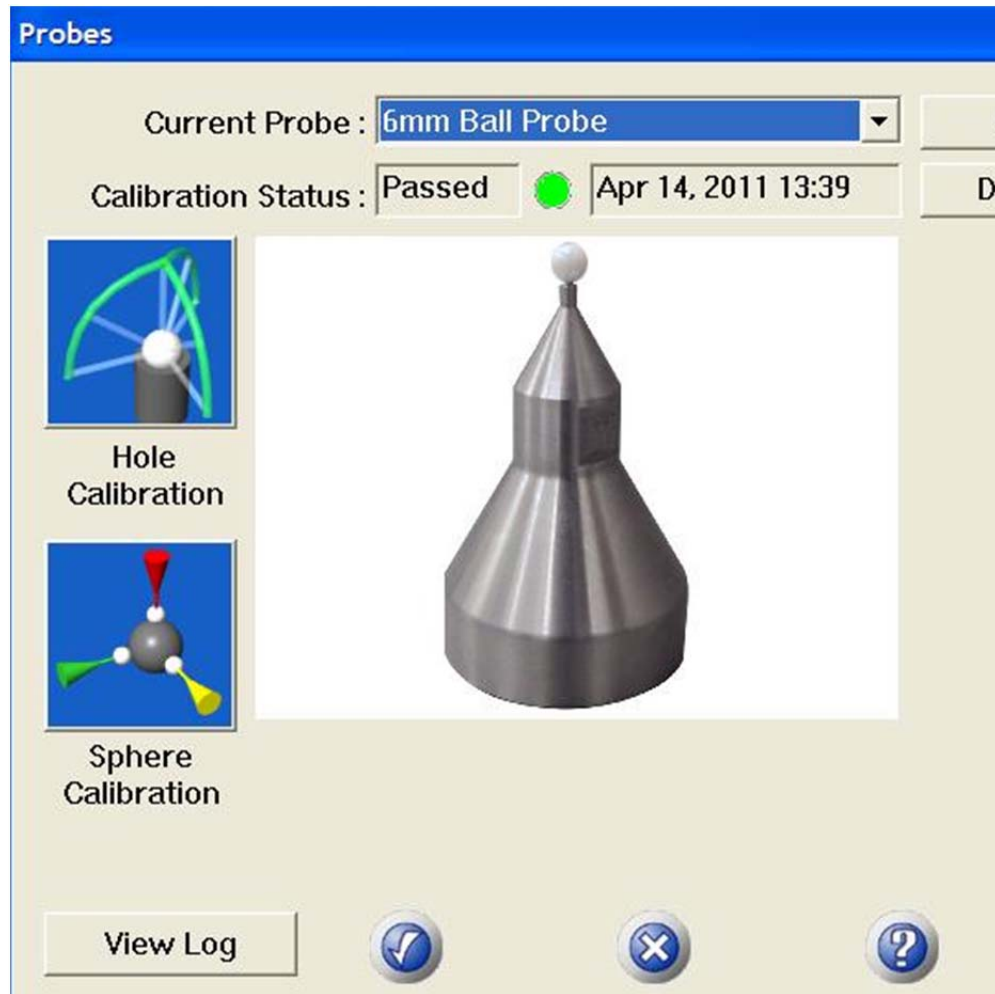 Probes
Current Probe : 6mm Ball Probe
Calibration Status : Passed Apr 14, 2011 13:39
D
Hole
Calibration
Sphere
Calibration
View Log